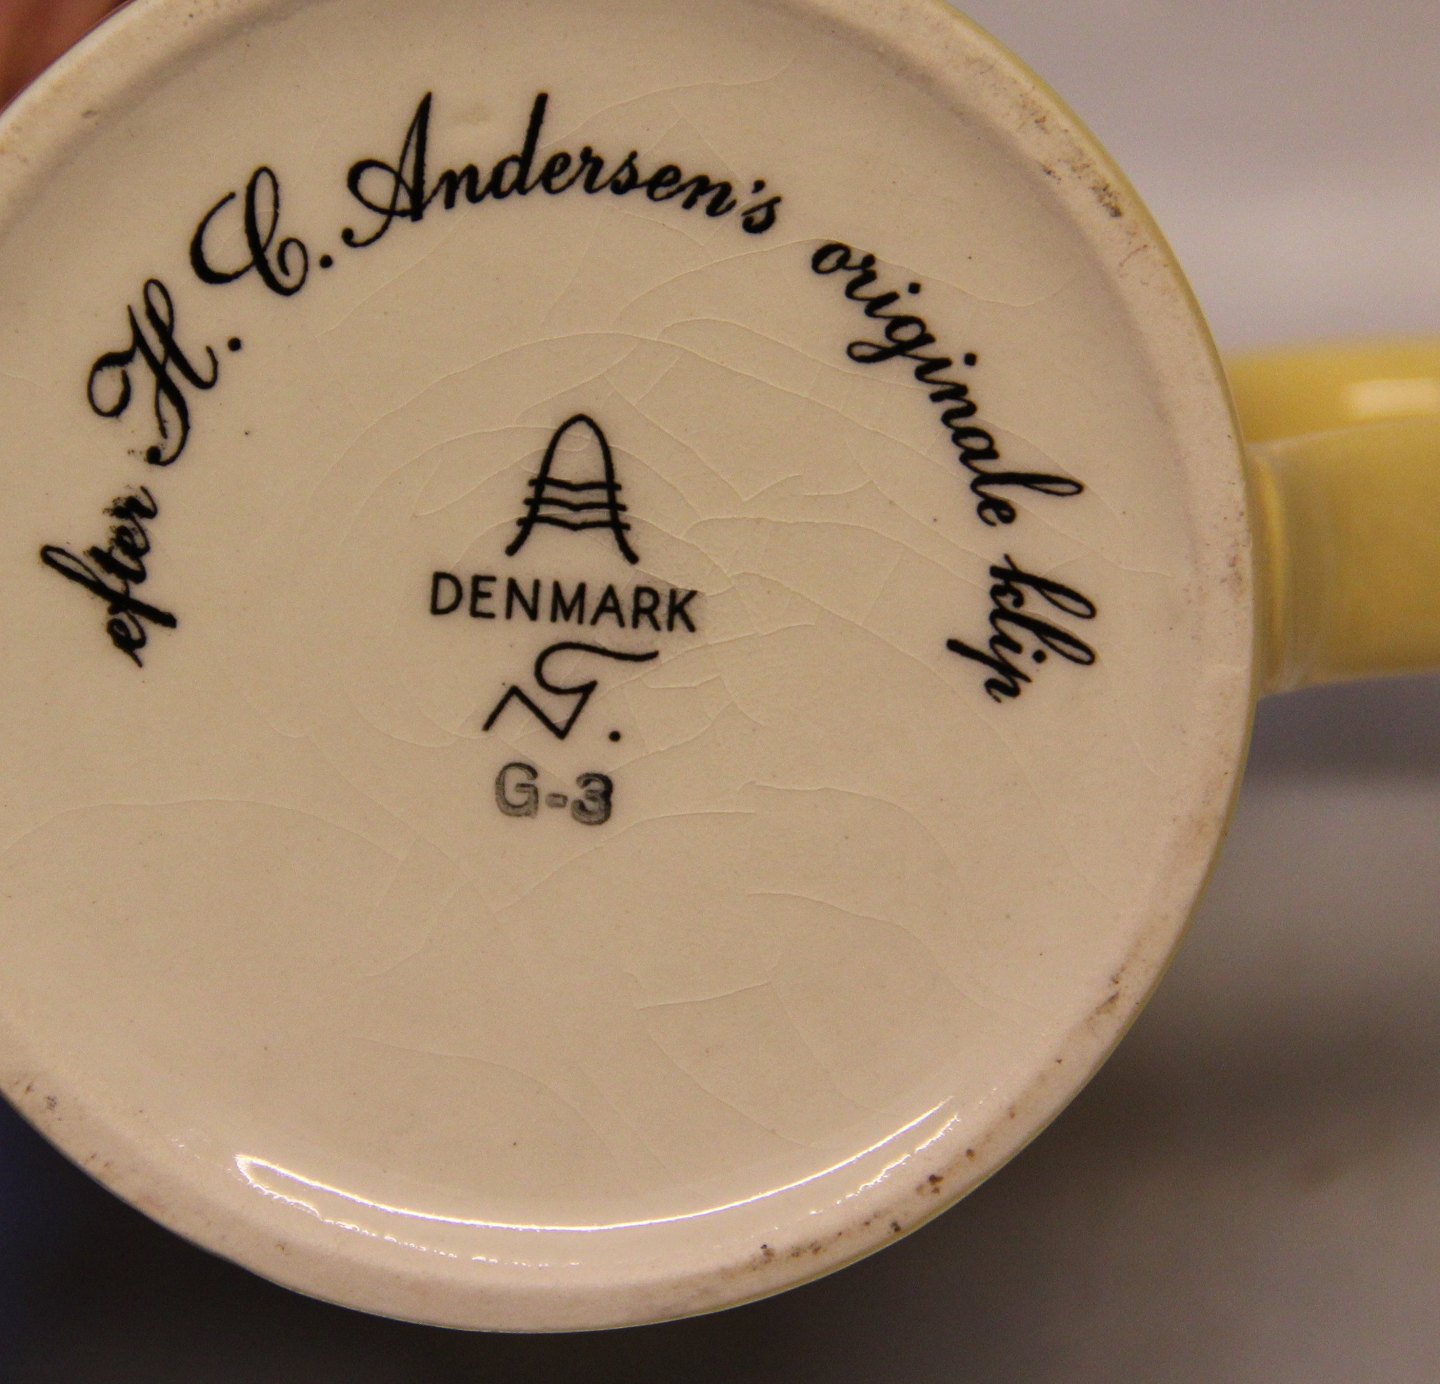 efter H. C. Andersen's originale klip
DENMARK
G-3